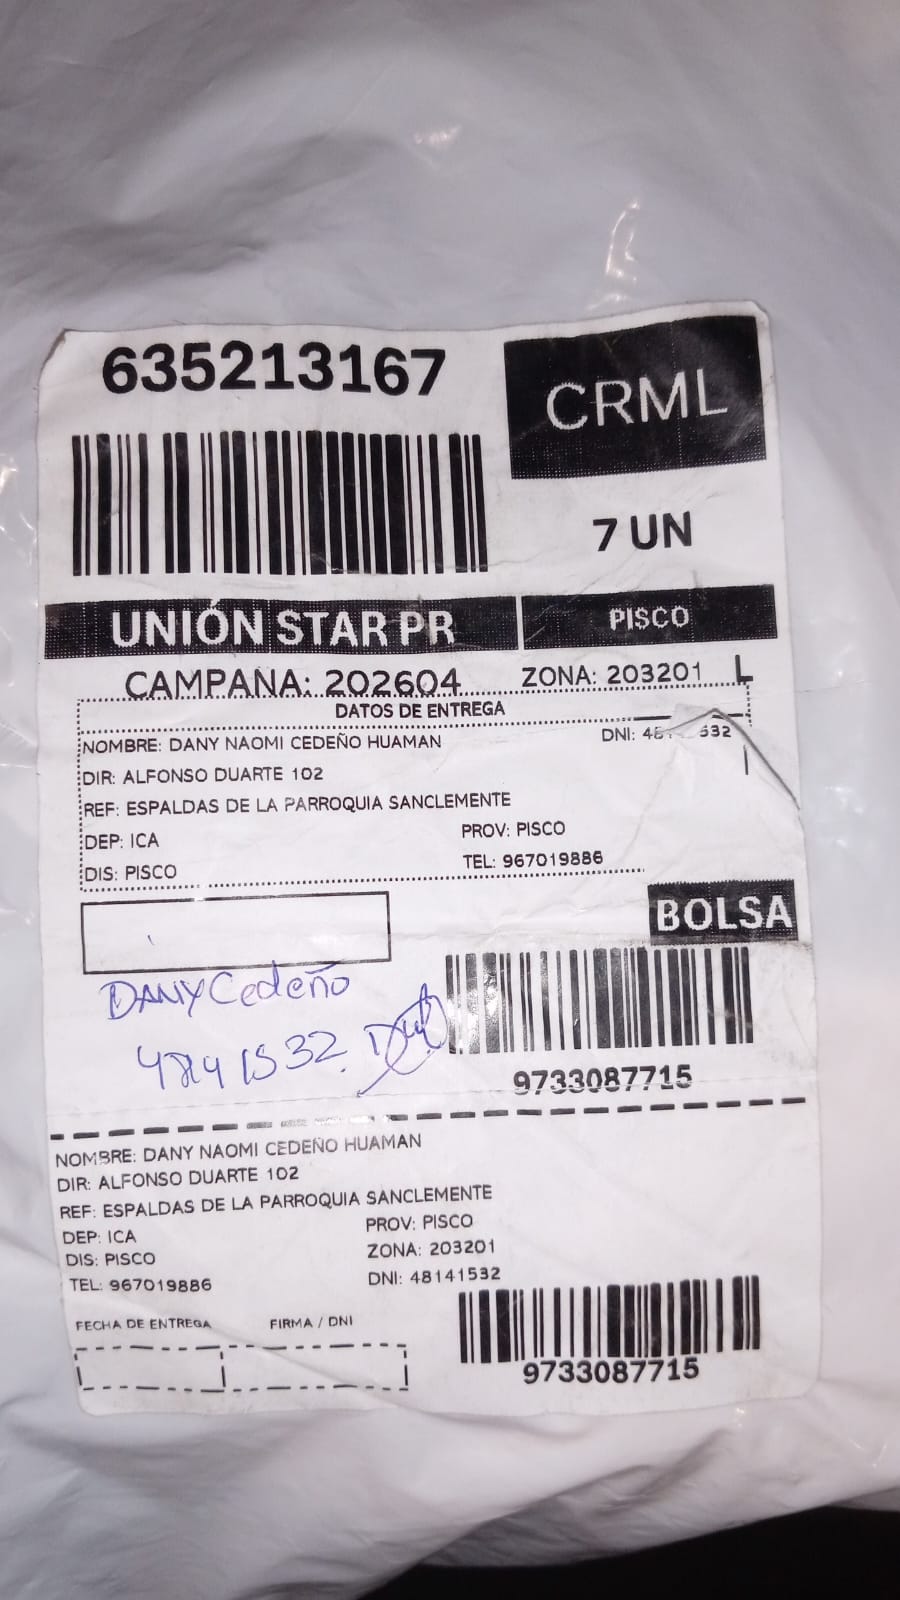 635213167
CRML
7 UN
UNIÓN STAR PR
PISCO
CAMPAÑA: 202604
ZONA: 203201
L
DATOS DE ENTREGA
NOMBRE: DANY NAOMI CEDEÑO HUAMAN
DNI:
DIR: ALFONSO DUARTE 102
REF: ESPALDAS DE LA PARROQUIA SANCLEMENTE
DEP: ICA
PROV: PISCO
DIS: PISCO
TEL: 967019886
BOLSA
DANY Cedeño
48141532
9733087715
NOMBRE: DANY NAOMI CEDEÑO HUAMAN
DIR: ALFONSO DUARTE 102
REF: ESPALDAS DE LA PARROQUIA SANCLEMENTE
DEP: ICA
PROV: PISCO
DIS: PISCO
ZONA: 203201
TEL: 967019886
DNI: 48141532
FECHA DE ENTREGA
FIRMA / DNI
9733087715